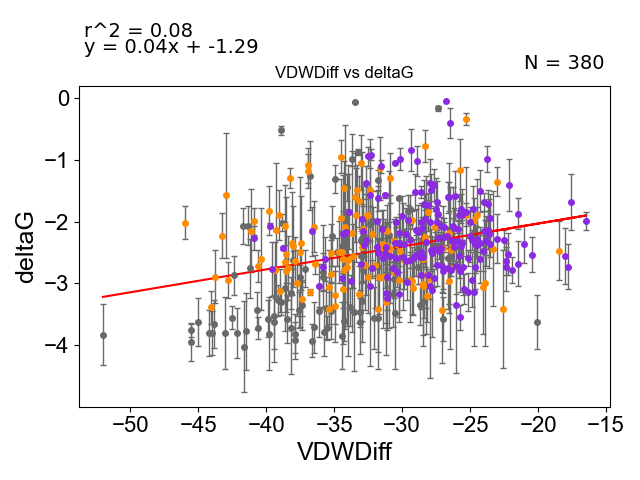 r^2 = 0.08
y = 0.04x + -1.29
N = 380
VDWDiff vs deltaG
0
−1
−2
−3
−4
deltaG
−50 −45 −40 −35 −30 −25 −20 −15
VDWDiff